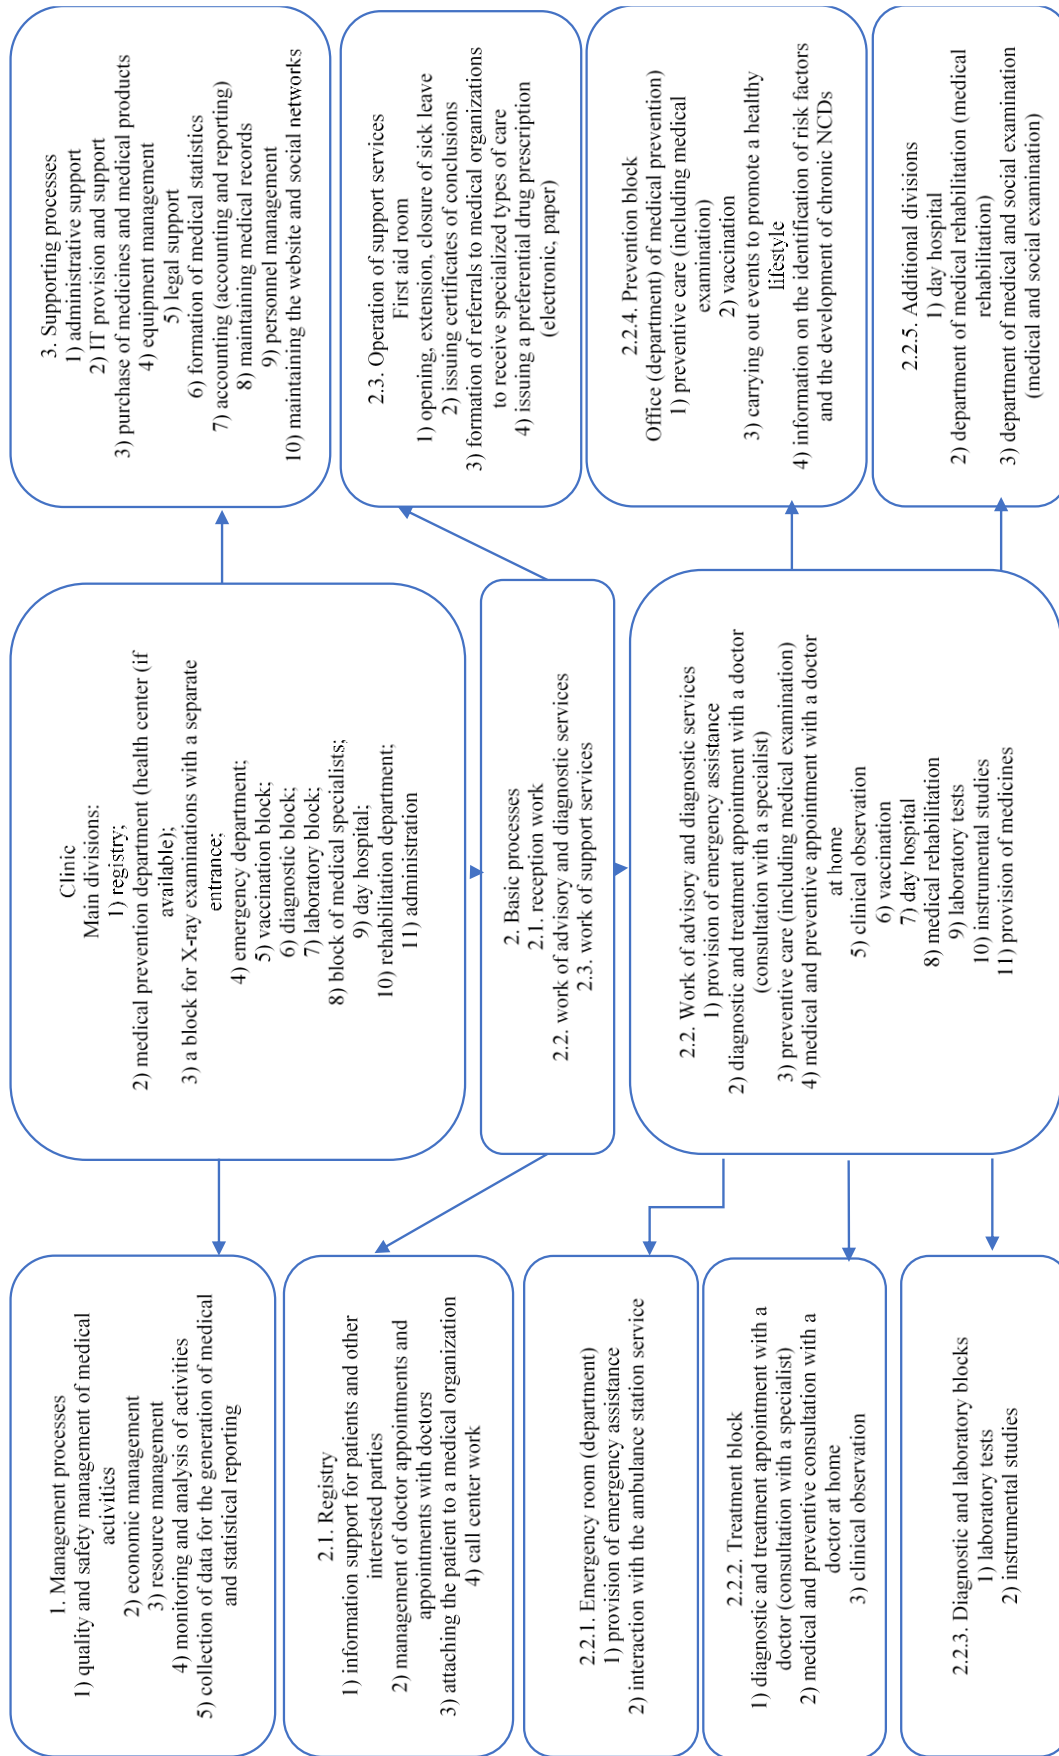 1. Management processes
1) quality and safety management of medical
activities
2) economic management
3) resource management
4) monitoring and analysis of activities
5) collection of data for the generation of medical
and statistical reporting
Clinic
Main divisions:
1) registry;
2) medical prevention department (health center (if
available);
3) a block for X-ray examinations with a separate
entrance;
4) emergency department;
5) vaccination block;
6) diagnostic block;
7) laboratory block;
8) block of medical specialists;
9) day hospital;
10) rehabilitation department;
11) administration
3. Supporting processes
1) administrative support
2) IT provision and support
3) purchase of medicines and medical products
4) equipment management
5) legal support
6) formation of medical statistics
7) accounting (accounting and reporting)
8) maintaining medical records
9) personnel management
10) maintaining the website and social networks
2.1. Registry
1) information support for patients and other
interested parties
2) management of doctor appointments and
appointments with doctors
3) attaching the patient to a medical organization
4) call center work
2. Basic processes
2.1. reception work
2.2. work of advisory and diagnostic services
2.3. work of support services
2.3. Operation of support services
First aid room
1) opening, extension, closure of sick leave
2) issuing certificates of conclusions
3) formation of referrals to medical organizations
to receive specialized types of care
4) issuing a preferential drug prescription
(electronic, paper)
2.2.1. Emergency room (department)
1) provision of emergency assistance
2) interaction with the ambulance station service
2.2. Work of advisory and diagnostic services
1) provision of emergency assistance
2) diagnostic and treatment appointment with a doctor
(consultation with a specialist)
3) preventive care (including medical examination)
4) medical and preventive appointment with a doctor
at home
5) clinical observation
6) vaccination
7) day hospital
8) medical rehabilitation
9) laboratory tests
10) instrumental studies
11) provision of medicines
2.2.4. Prevention block
Office (department) of medical prevention)
1) preventive care (including medical
examination)
2) vaccination
3) carrying out events to promote a healthy
lifestyle
4) information on the identification of risk factors
and the development of chronic NCDs
2.2.2. Treatment block
1) diagnostic and treatment appointment with a
doctor (consultation with a specialist)
2) medical and preventive consultation with a
doctor at home
3) clinical observation
2.2.3. Diagnostic and laboratory blocks
1) laboratory tests
2) instrumental studies
2.2.5. Additional divisions
1) day hospital
2) department of medical rehabilitation (medical
rehabilitation)
3) department of medical and social examination
(medical and social examination)